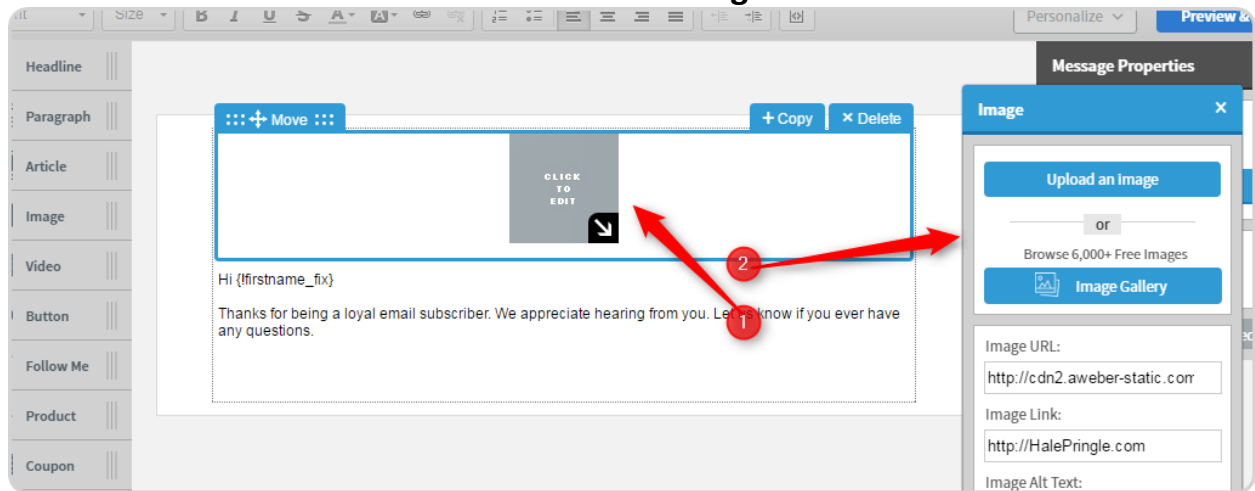 Size
B I U S A A
Personalize
Preview &
Headline
Paragraph
Article
Image
Video
Button
Follow Me
Product
Coupon
Move
+ Copy
× Delete
CLICK
TO
EDIT
Hi {!firstname_fix}
Thanks for being a loyal email subscriber. We appreciate hearing from you. Let us know if you ever have
any questions.
1
2
Message Properties
Image ×
Upload an image
or
Browse 6,000+ Free Images
Image Gallery
Image URL:
http://cdn2.aweber-static.com
Image Link:
http://HalePringle.com
Image Alt Text: